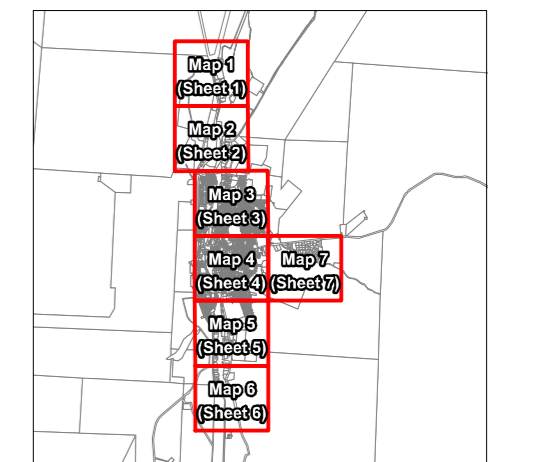 Map 1
(Sheet 1)
Map 2
(Sheet 2)
Map 3
(Sheet 3)
Map 4
(Sheet 4)
Map 7
(Sheet 7)
Map 5
(Sheet 5)
Map 6
(Sheet 6)